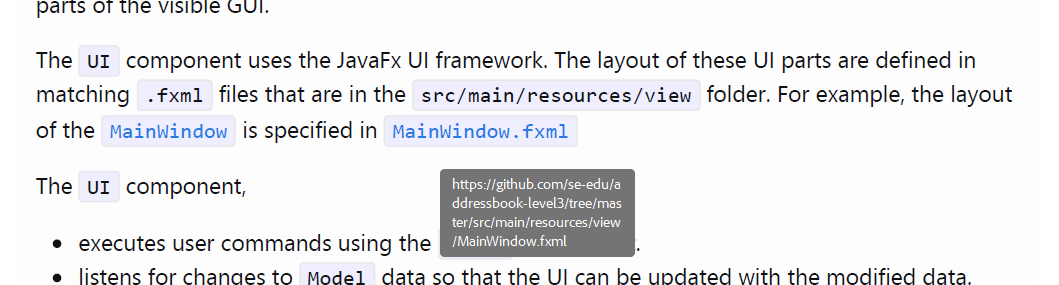 parts of the visible GUI.
The UI component uses the JavaFx UI framework. The layout of these UI parts are defined in
matching .fxml files that are in the src/main/resources/view folder. For example, the layout
of the MainWindow is specified in MainWindow.fxml
The UI component,
https://github.com/se-edu/a
ddressbook-level3/tree/mas
ter/src/main/resources/view
/MainWindow.fxml
executes user commands using the .
listens for changes to Model data so that the UI can be updated with the modified data.